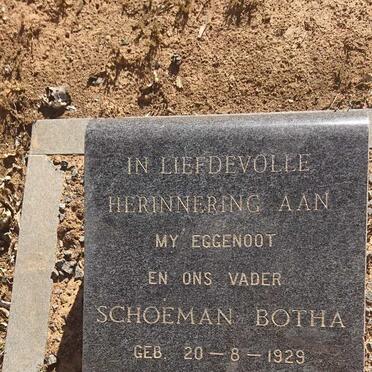 IN LIEFDEVOLLE
HERINNERING AAN
MY EGGENOOT
EN ONS VADER
SCHOEMAN BOTHA
GEB. 20-8-1929